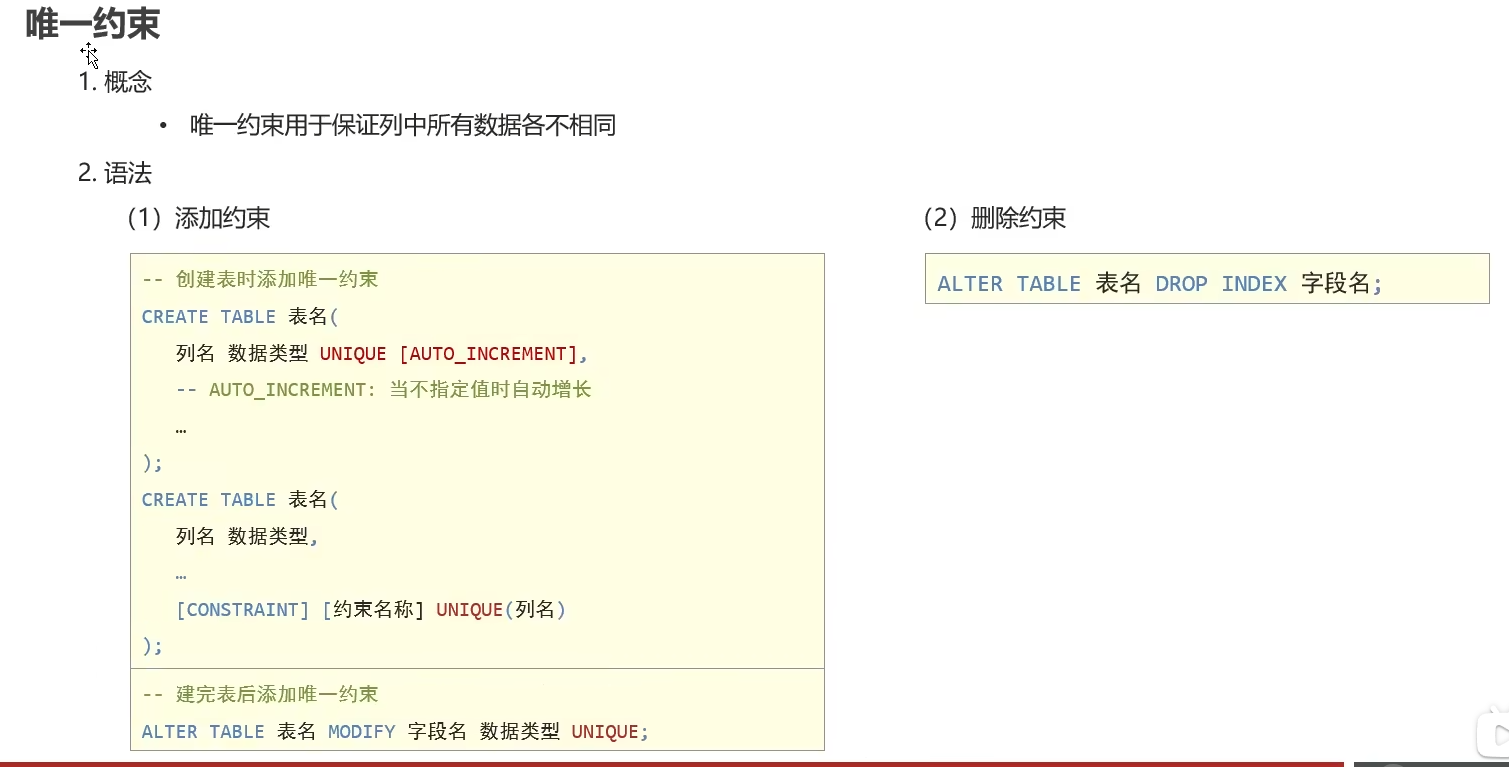 唯一约束
1. 概念
• 唯一约束用于保证列中所有数据各不相同
2. 语法
（1）添加约束
-- 创建表时添加唯一约束
CREATE TABLE 表名(
列名 数据类型 UNIQUE [AUTO_INCREMENT],
-- AUTO_INCREMENT: 当不指定值时自动增长
…
);
CREATE TABLE 表名(
列名 数据类型,
…
[CONSTRAINT] [约束名称] UNIQUE(列名)
);
-- 建完表后添加唯一约束
ALTER TABLE 表名 MODIFY 字段名 数据类型 UNIQUE;
（2）删除约束
ALTER TABLE 表名 DROP INDEX 字段名;